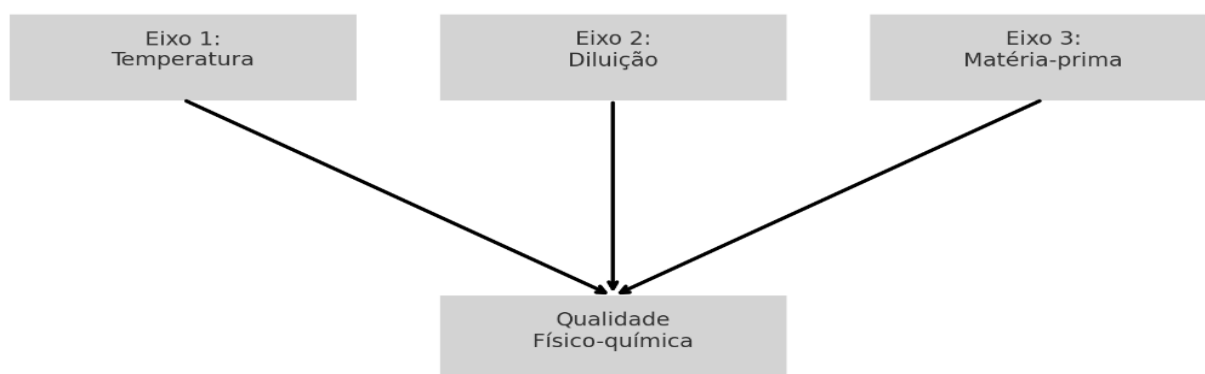 Eixo 1:
Temperatura
Eixo 2:
Diluição
Eixo 3:
Matéria-prima
Qualidade
Físico-química